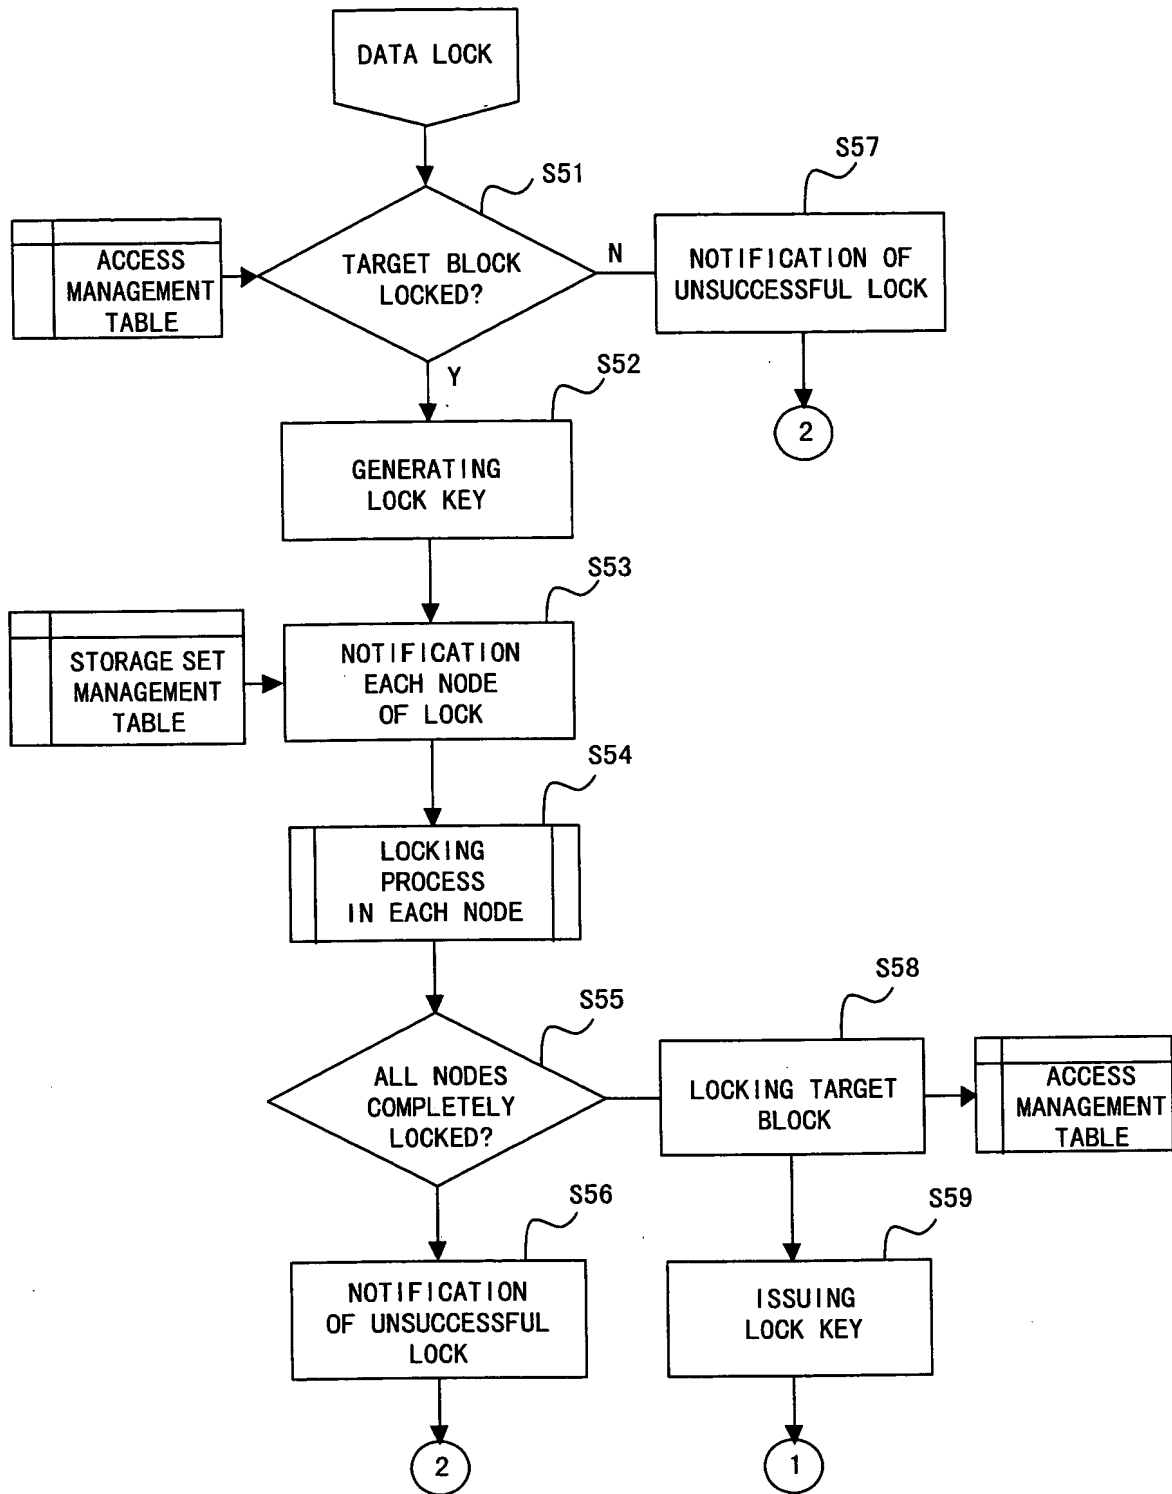 DATA LOCK
S51
S57
ACCESS
MANAGEMENT
TABLE
TARGET BLOCK
LOCKED?
N
NOTIFICATION OF
UNSUCCESSFUL LOCK
Y
2
S52
GENERATING
LOCK KEY
S53
STORAGE SET
MANAGEMENT
TABLE
NOTIFICATION
EACH NODE
OF LOCK
S54
LOCKING
PROCESS
IN EACH NODE
S55
S58
ALL NODES
COMPLETELY
LOCKED?
LOCKING TARGET
BLOCK
ACCESS
MANAGEMENT
TABLE
S56
S59
NOTIFICATION
OF UNSUCCESSFUL
LOCK
ISSUING
LOCK KEY
2
1